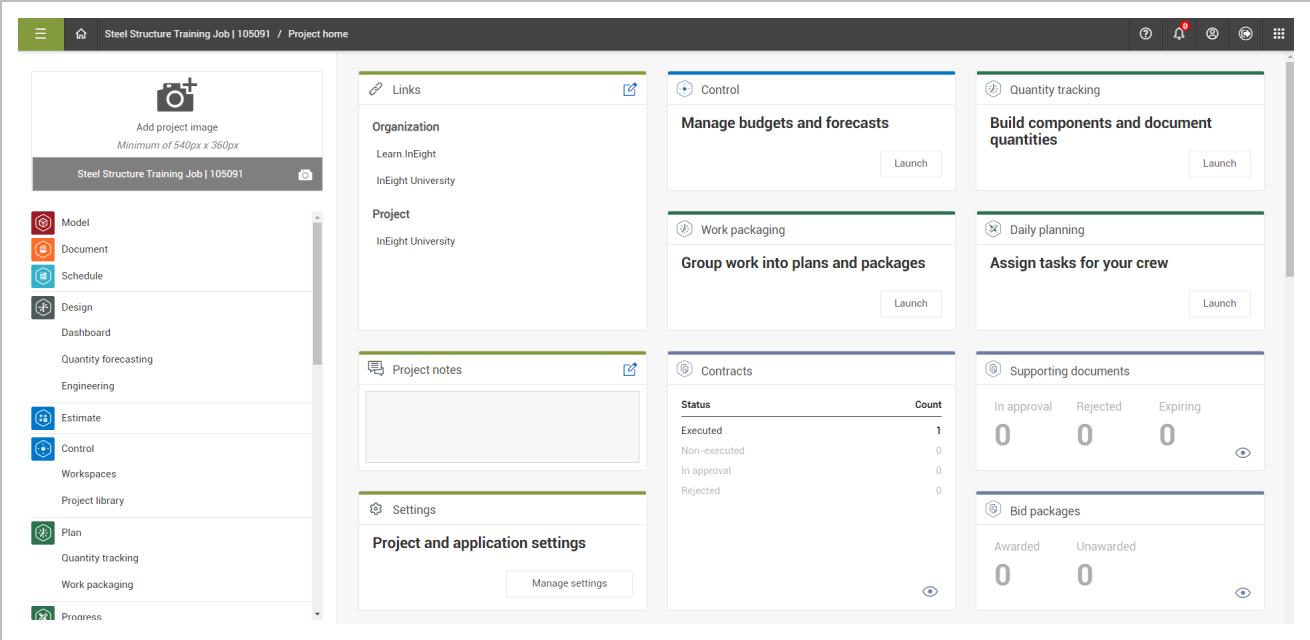 Steel Structure Training Job | 105091 / Project home
0
Add project image
Minimum of 540px x 360px
Steel Structure Training Job | 105091
Model
Document
Schedule
Design
Dashboard
Quantity forecasting
Engineering
Estimate
Control
Workspaces
Project library
Plan
Quantity tracking
Work packaging
Progress
Links
Organization
Learn.InEight
InEight University
Project
InEight University
Control
Manage budgets and forecasts
Launch
Quantity tracking
Build components and document
quantities
Launch
Work packaging
Group work into plans and packages
Launch
Daily planning
Assign tasks for your crew
Launch
Project notes
Contracts
Status Count
Executed 1
Non-executed 0
In approval 0
Rejected 0
Supporting documents
In approval Rejected Expiring
0 0 0
Settings
Project and application settings
Manage settings
Bid packages
Awarded Unawarded
0 0